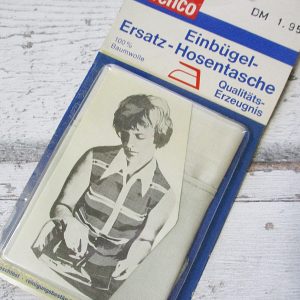 DM 1.95
Einbügel-
Ersatz-Hosentasche
100%
Baumwolle
Qualitäts-
Erzeugnis